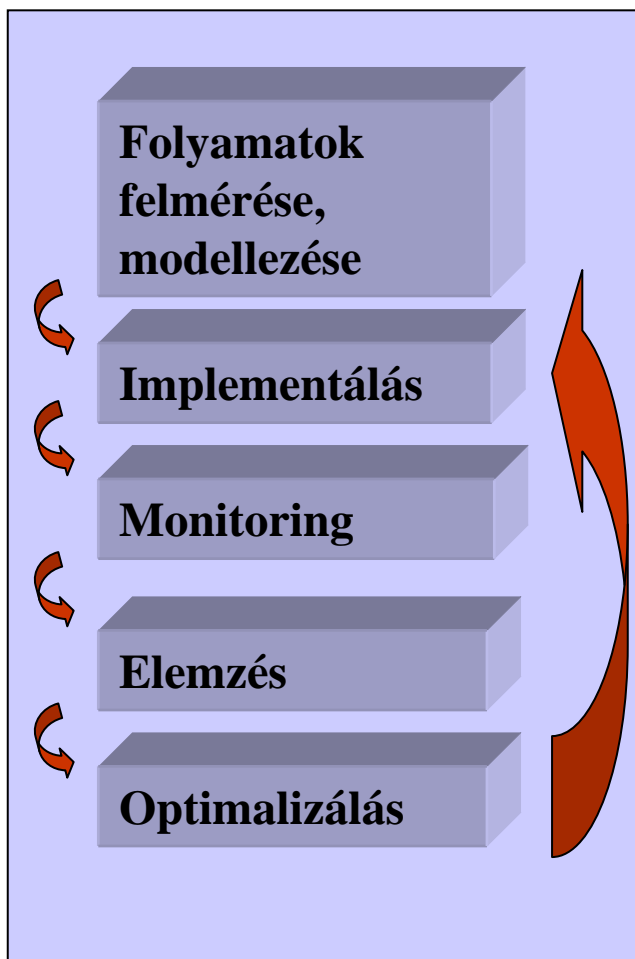 Folyamatok
felmérése,
modellezése
Implementálás
Monitoring
Elemzés
Optimalizálás